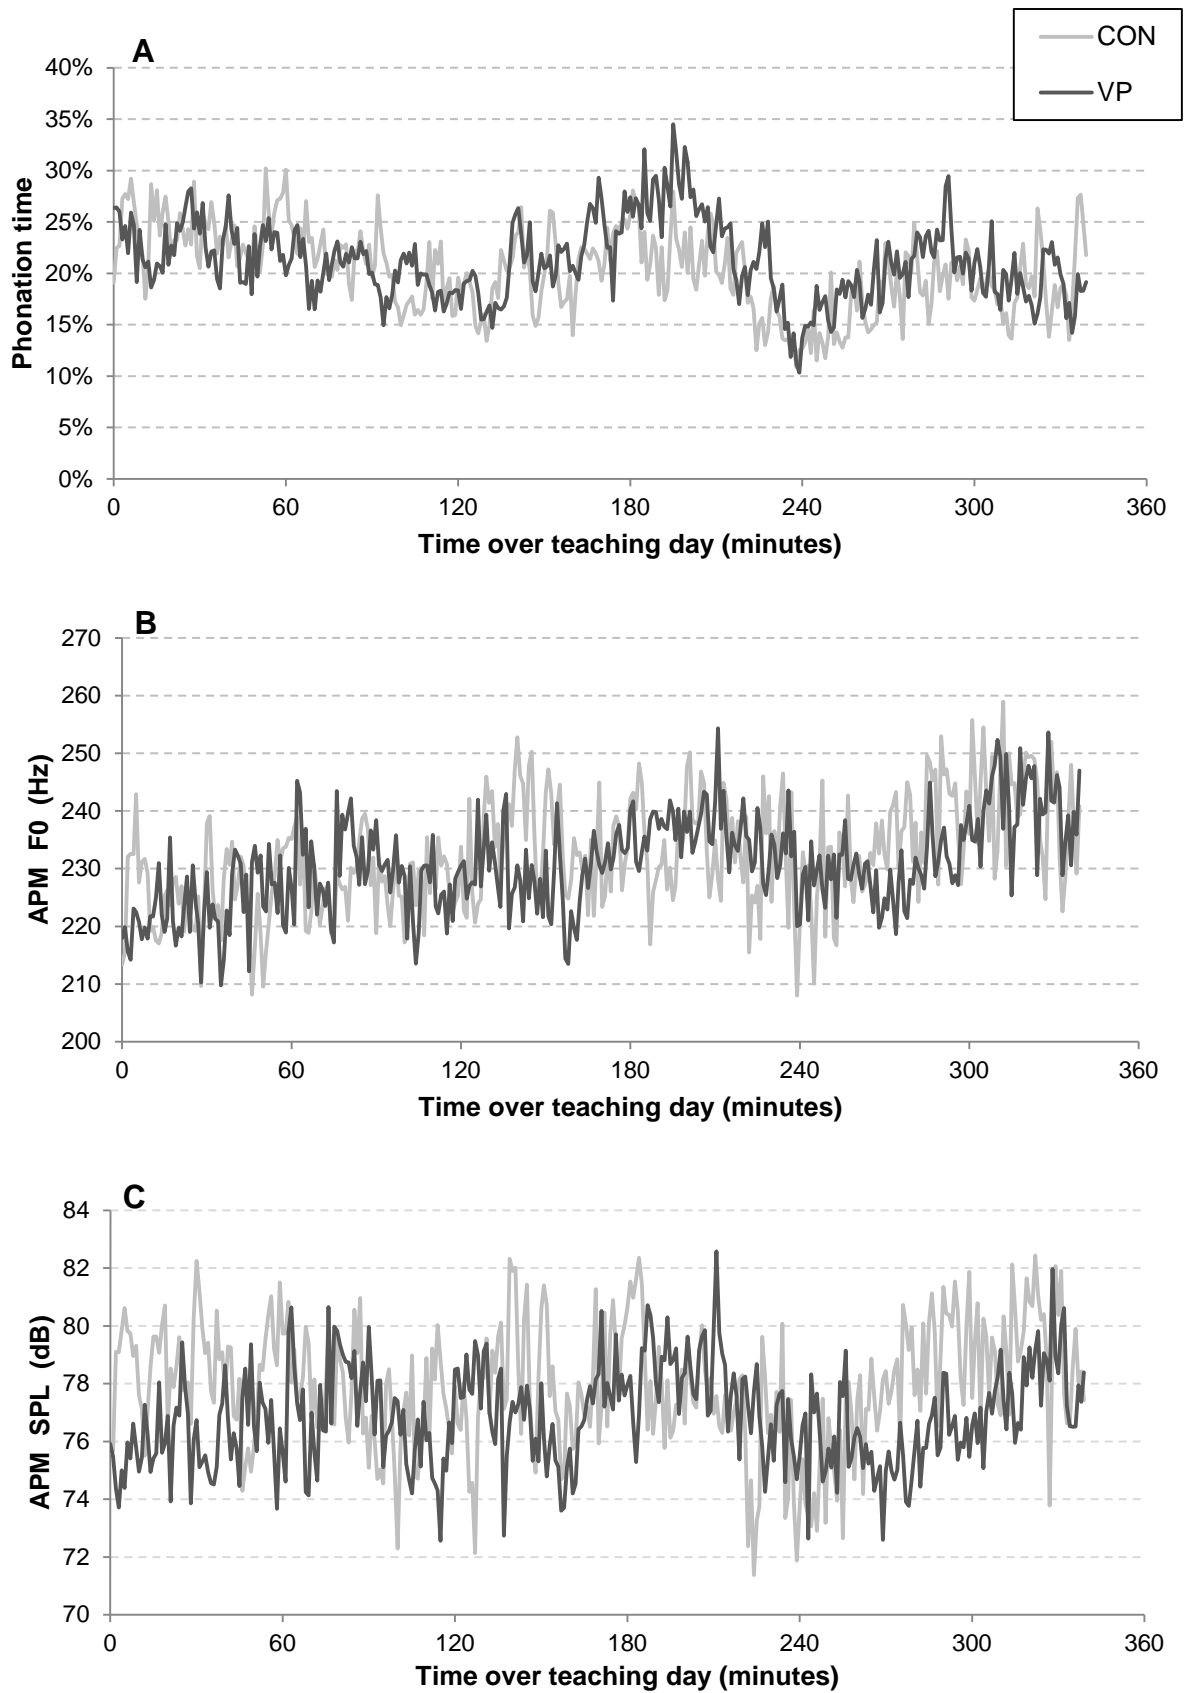 A
CON
VP
40%
35%
30%
25%
20%
15%
10%
5%
0%
Phonation time
0 60 120 180 240 300 360
Time over teaching day (minutes)
B
270
260
250
240
230
220
210
200
APM F0 (Hz)
0 60 120 180 240 300 360
Time over teaching day (minutes)
C
84
82
80
78
76
74
72
70
APM SPL (dB)
0 60 120 180 240 300 360
Time over teaching day (minutes)